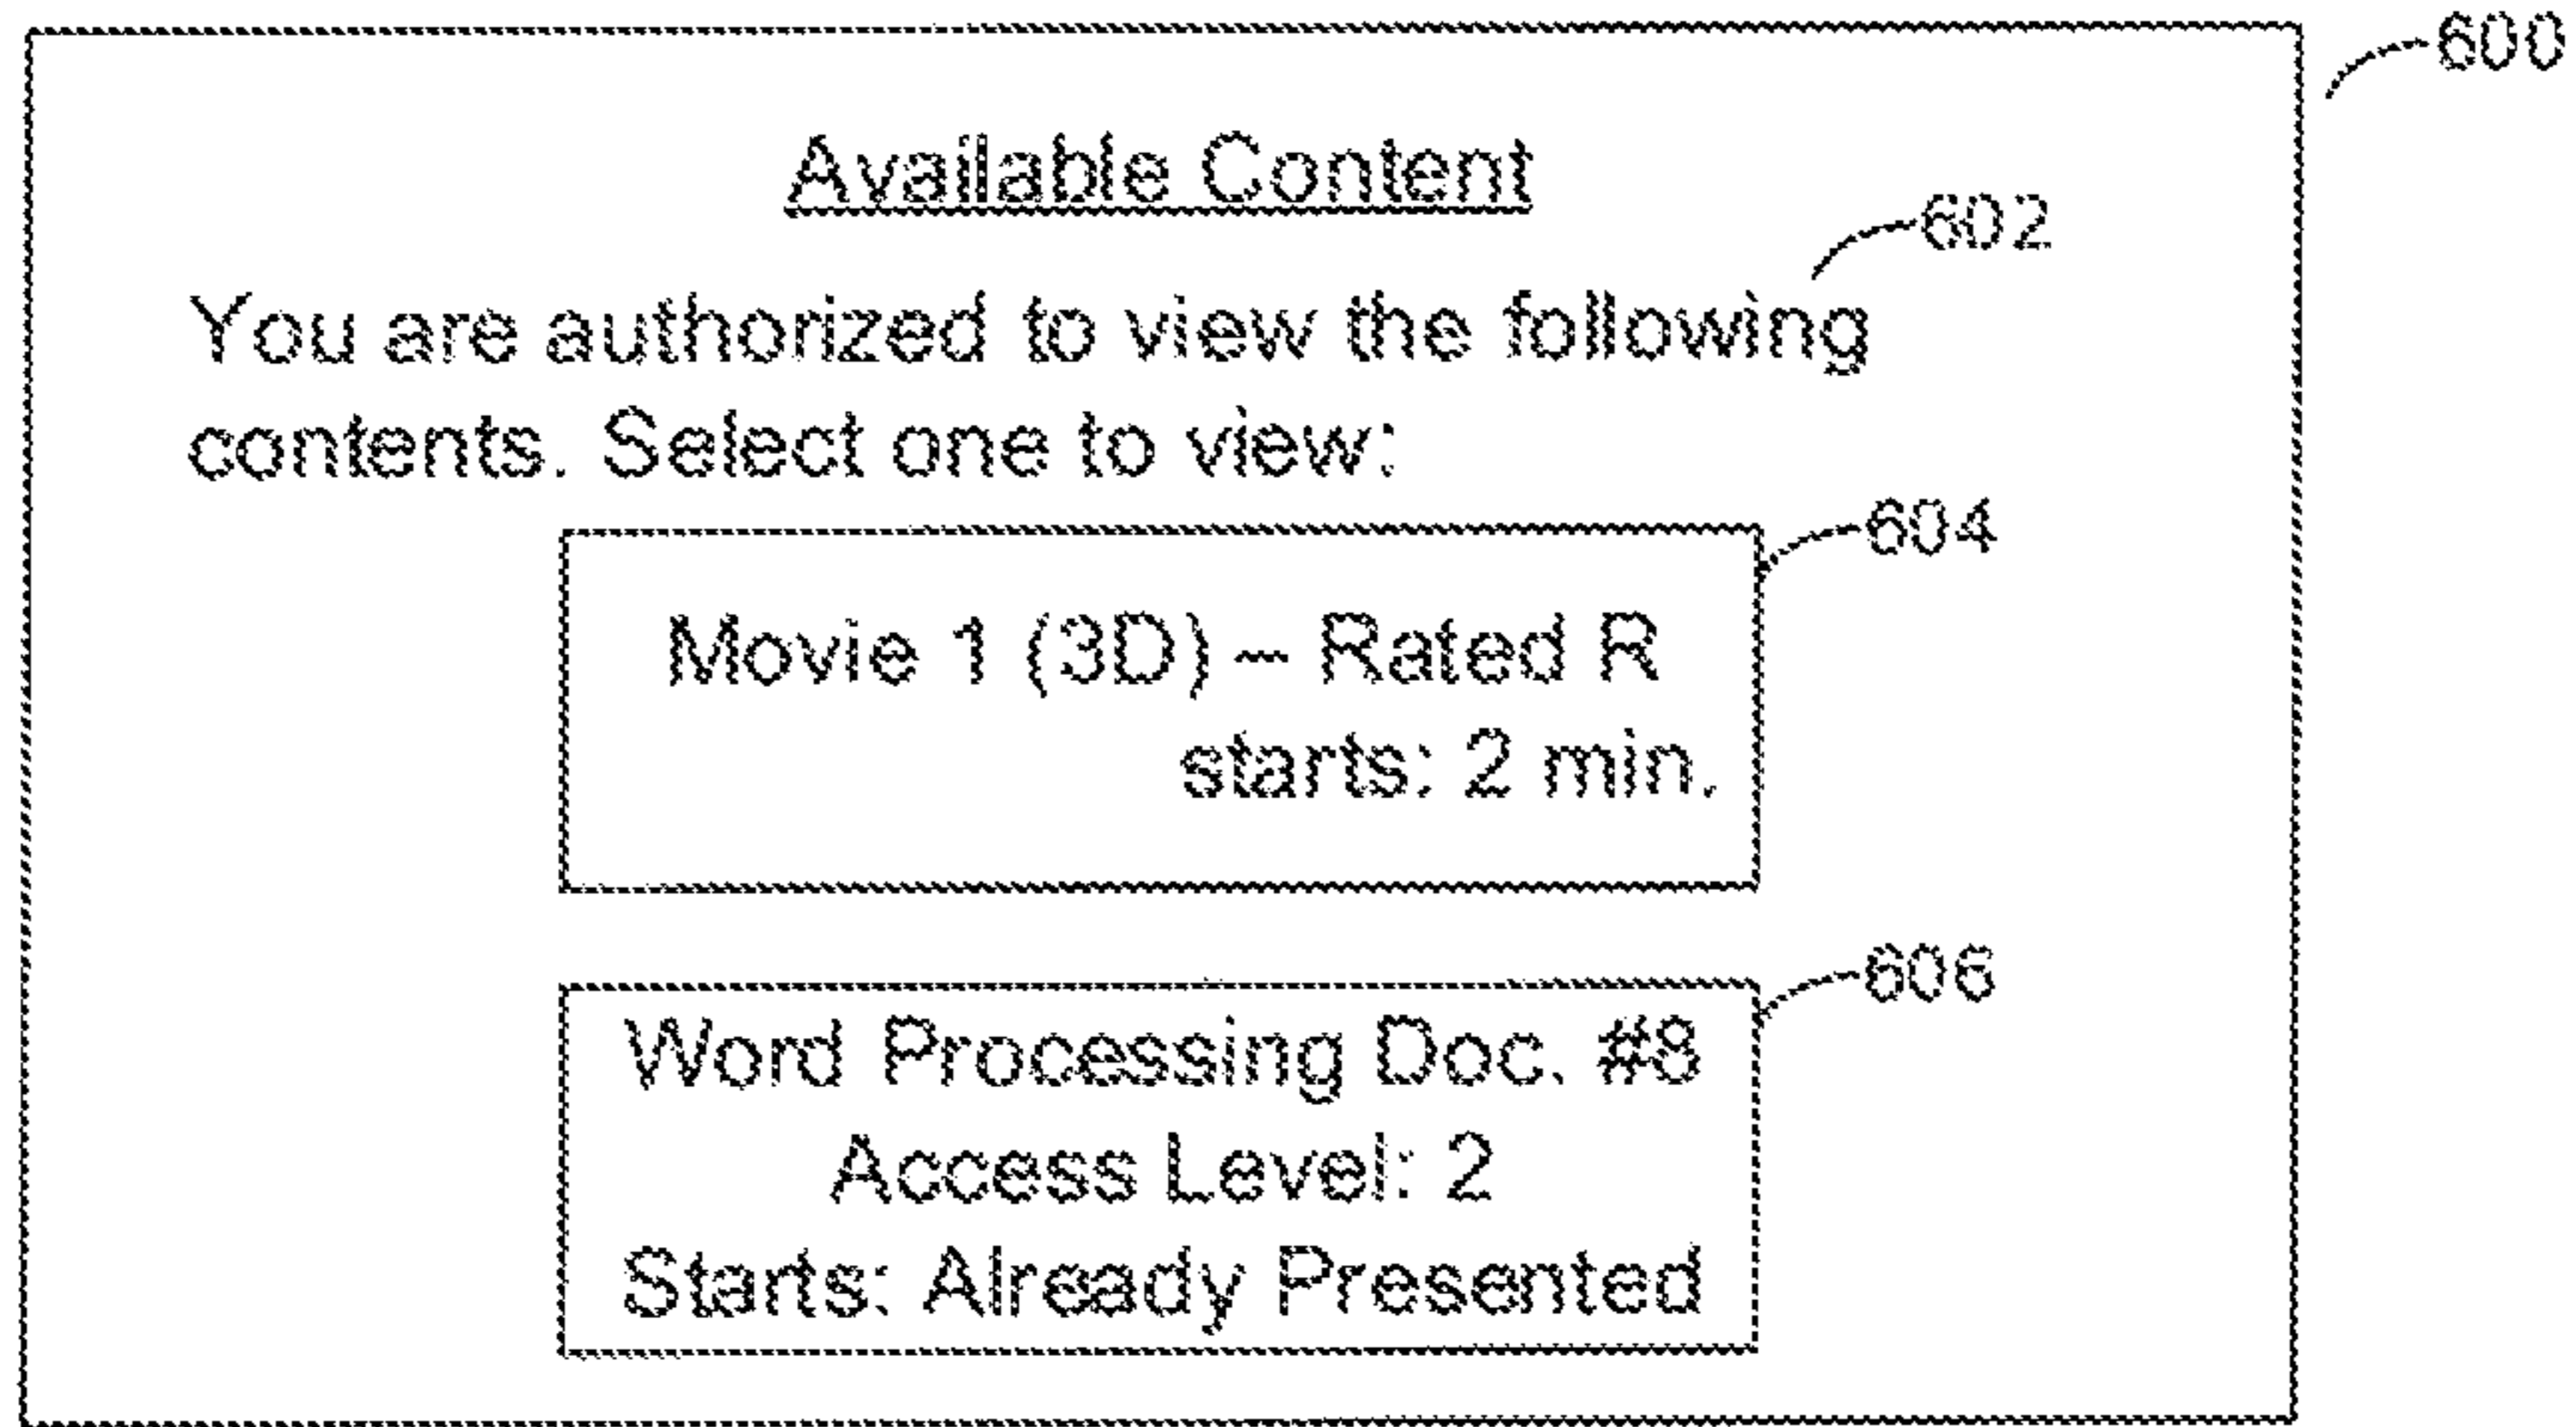 600
Available Content
602
You are authorized to view the following
contents. Select one to view:
604
Movie 1 (3D) – Rated R
starts: 2 min.
606
Word Processing Doc. #8
Access Level: 2
Starts: Already Presented